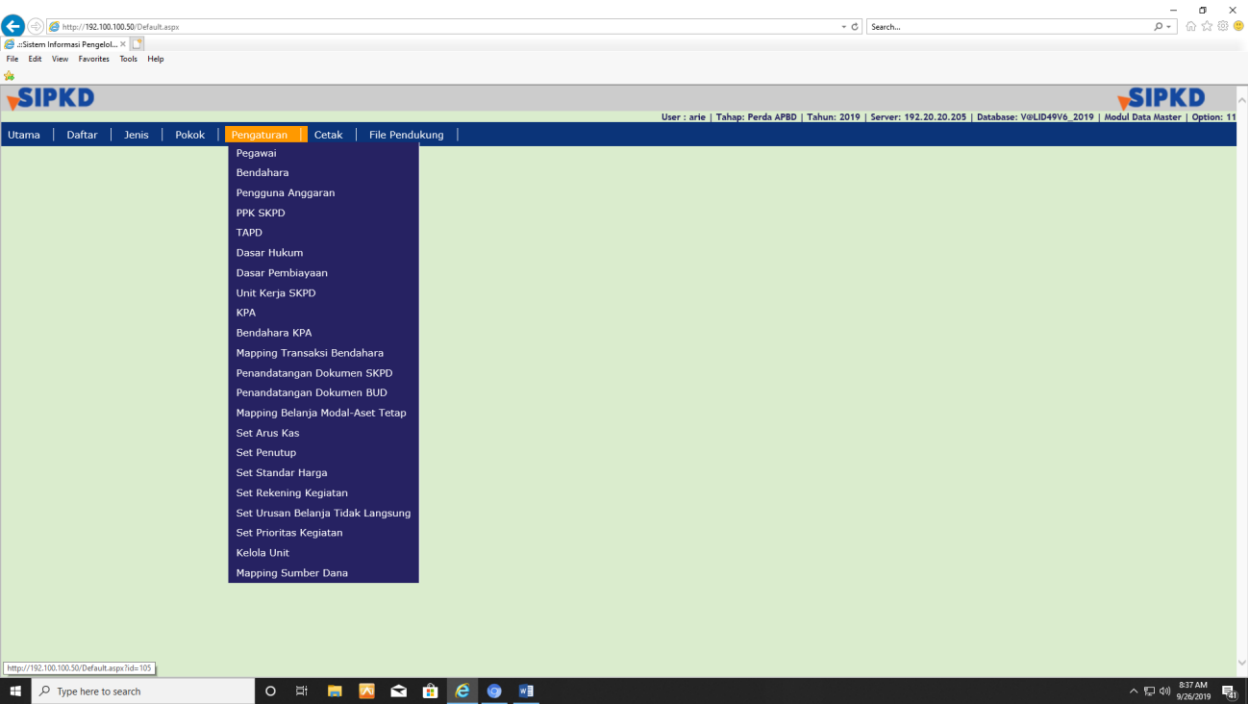 http://192.100.100.50/Default.aspx
Search...
.::Sistem Informasi Pengelol...
File Edit View Favorites Tools Help
SIPKD
SIPKD
User : arie | Tahap: Perda APBD | Tahun: 2019 | Server: 192.20.20.205 | Database: V@LID49V6_2019 | Modul Data Master | Option: 11
Utama | Daftar | Jenis | Pokok | Pengaturan | Cetak | File Pendukung |
Pegawai
Bendahara
Pengguna Anggaran
PPK SKPD
TAPD
Dasar Hukum
Dasar Pembiayaan
Unit Kerja SKPD
KPA
Bendahara KPA
Mapping Transaksi Bendahara
Penandatangan Dokumen SKPD
Penandatangan Dokumen BUD
Mapping Belanja Modal-Aset Tetap
Set Arus Kas
Set Penutup
Set Standar Harga
Set Rekening Kegiatan
Set Urusan Belanja Tidak Langsung
Set Prioritas Kegiatan
Kelola Unit
Mapping Sumber Dana
http://192.100.100.50/Default.aspx?id=105
Type here to search
8:37 AM
9/26/2019
41